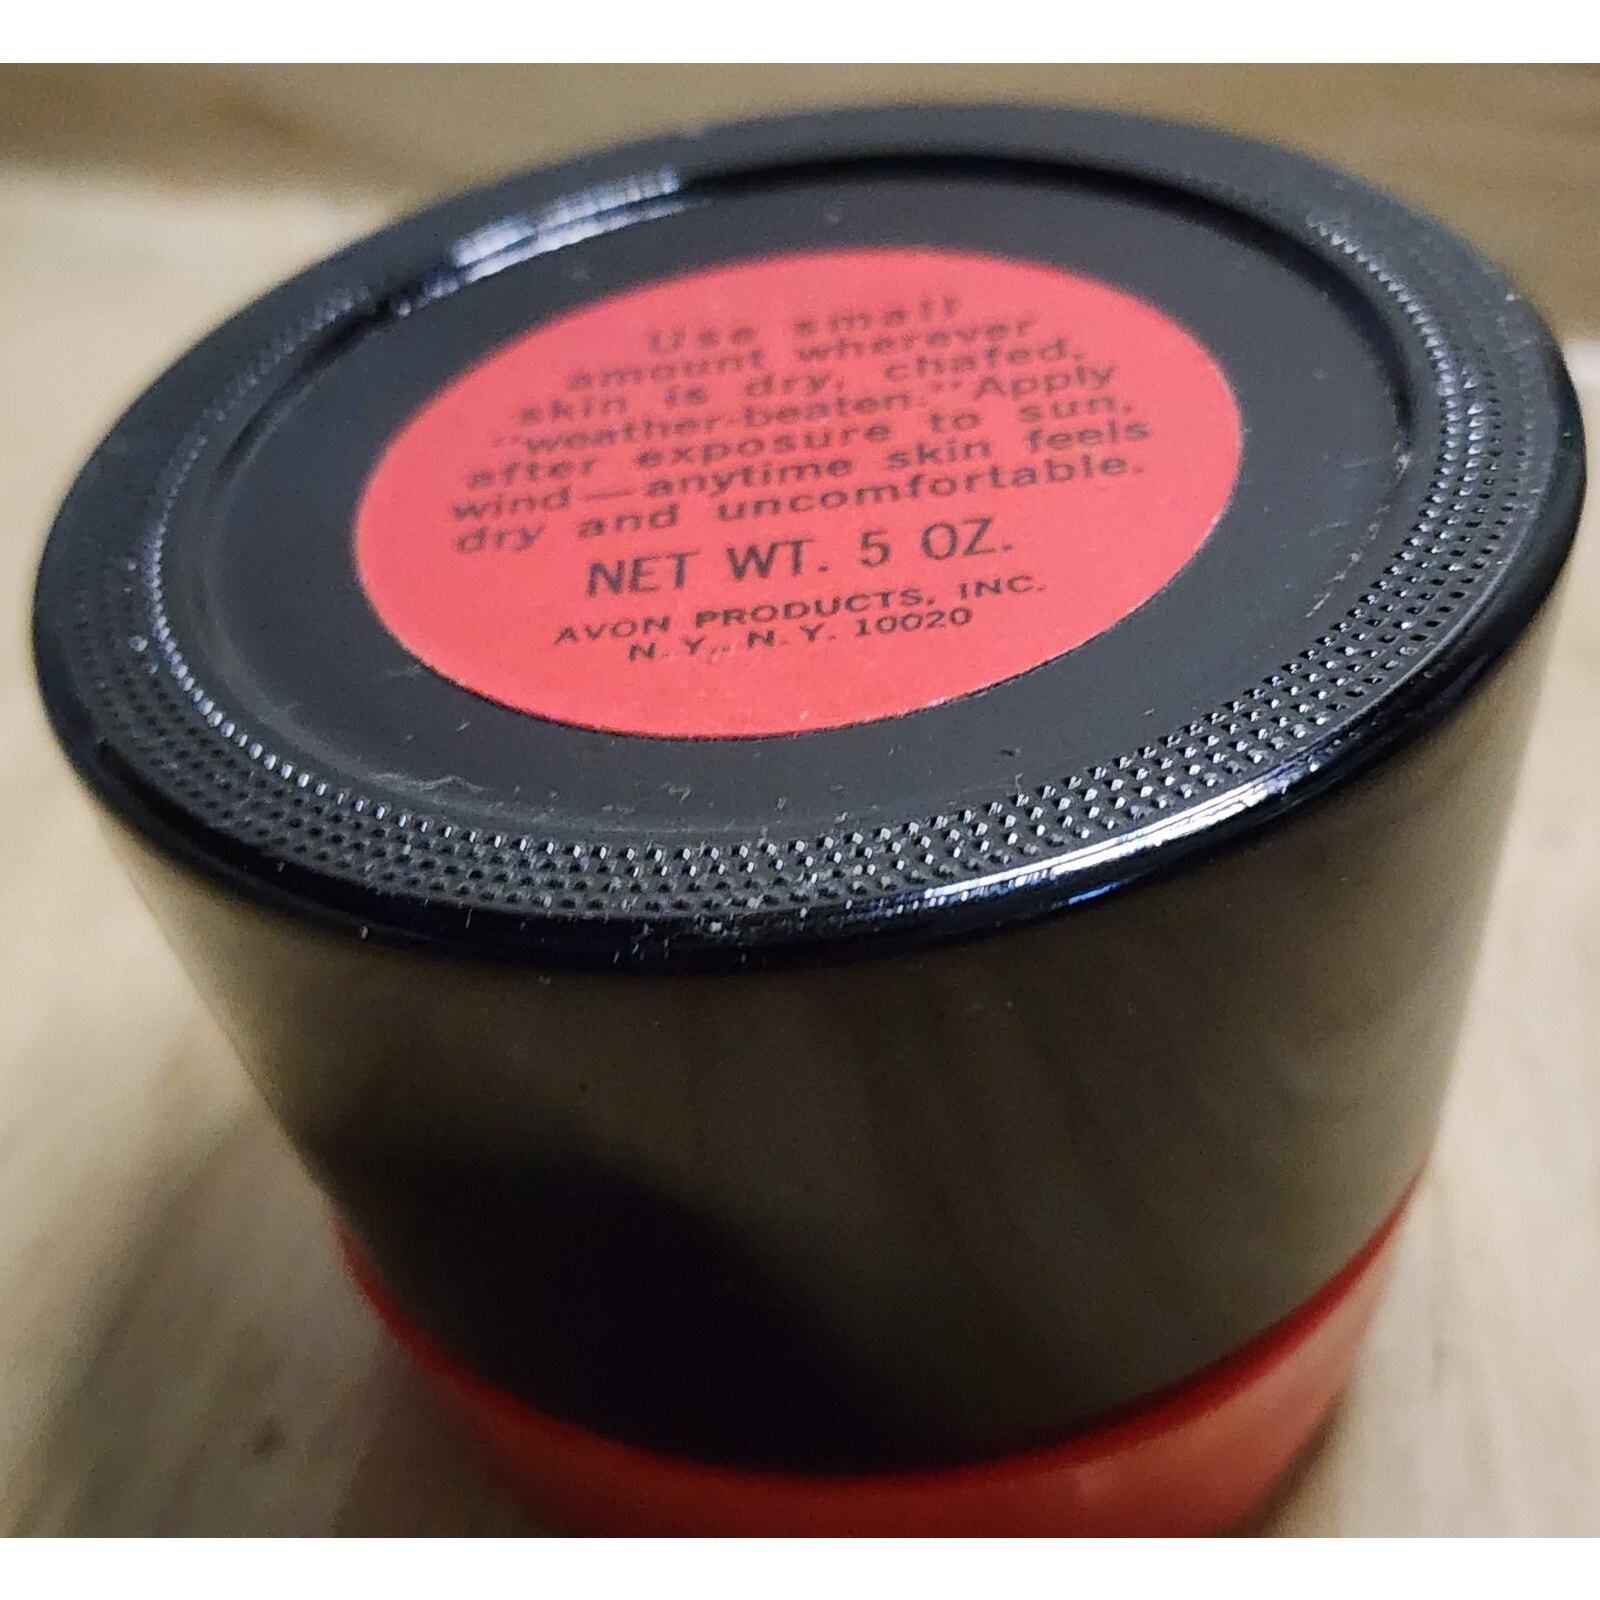 Use small
amount wherever
skin is dry, chafed,
"weather-beaten." Apply
after exposure to sun,
wind—anytime skin feels
dry and uncomfortable.
NET WT. 5 OZ.
AVON PRODUCTS, INC.
N. Y., N. Y. 10020